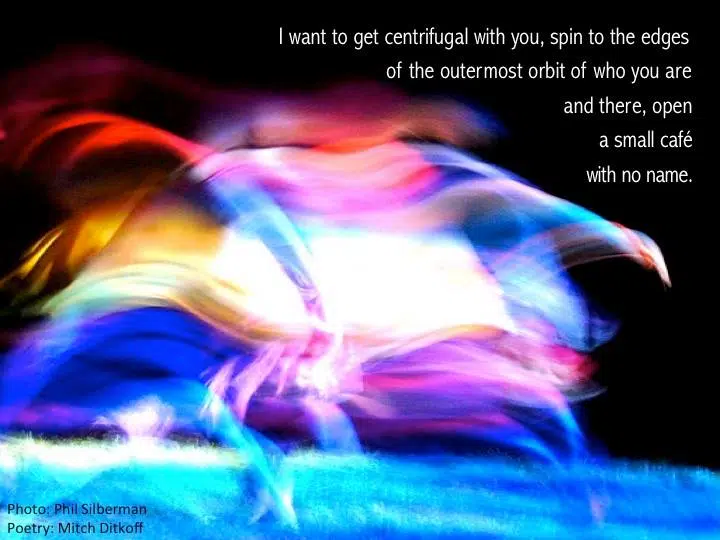 I want to get centrifugal with you, spin to the edges
of the outermost orbit of who you are
and there, open
a small café
with no name.
Photo: Phil Silberman
Poetry: Mitch Ditkoff